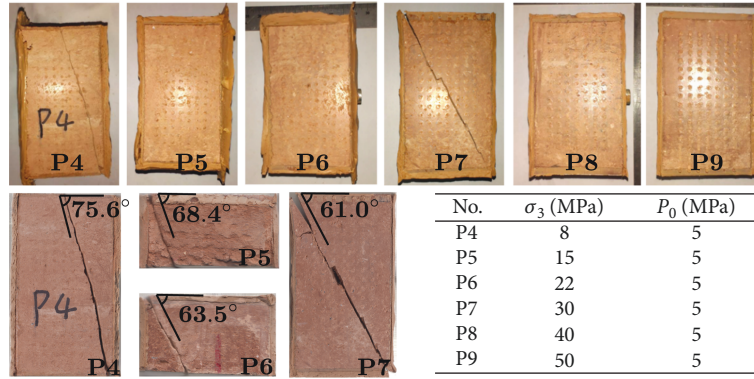 P4
P4
P5
P6
P7
P8
P9
75.6°
P4
P4
68.4°
P5
63.5°
P6
61.0°
P7
No. σ₃ (MPa) P₀ (MPa)
P4 8 5
P5 15 5
P6 22 5
P7 30 5
P8 40 5
P9 50 5